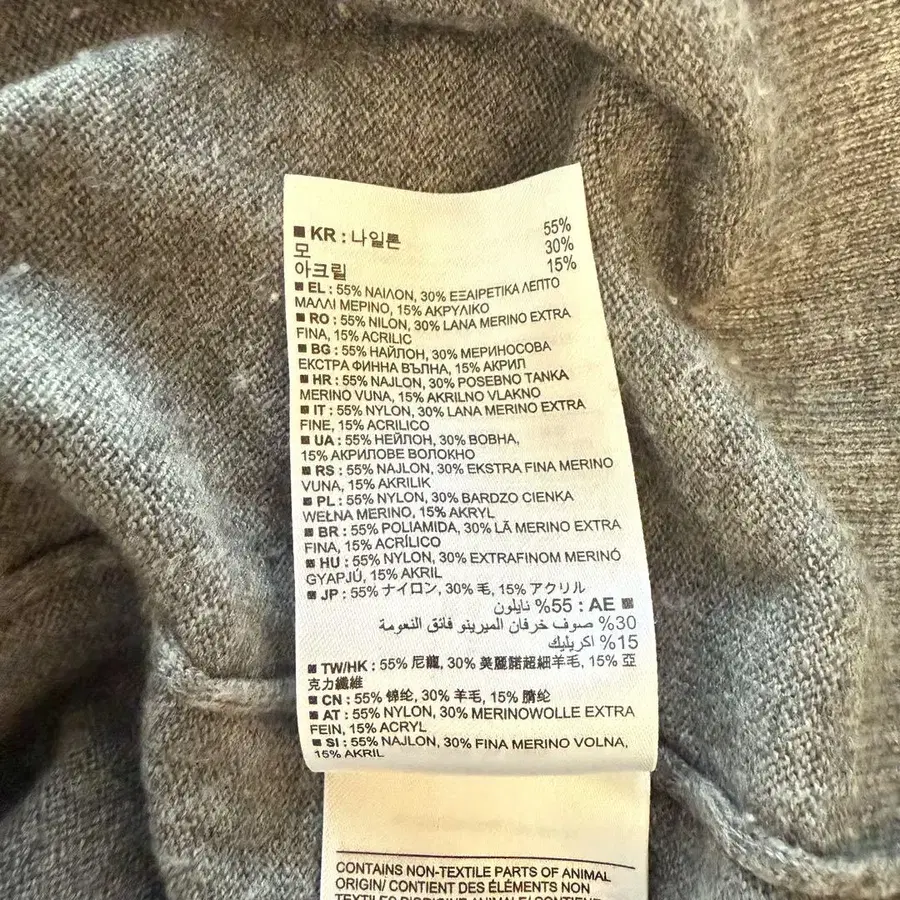 ■ KR : 나일론 55%
모 30%
아크릴 15%
■ EL : 55% ΝΑΙΛΟΝ, 30% ΕΞΑΙΡΕΤΙΚΑ ΛΕΠΤΟ
ΜΑΛΛΙ ΜΕΡΙΝΟ, 15% ΑΚΡΥΛΙΚΟ
■ RO : 55% NILON, 30% LANA MERINO EXTRA
FINA, 15% ACRILIC
■ BG : 55% НАЙЛОН, 30% МЕРИНОСОВА
ЕКСТРА ФИННА ВЪЛНА, 15% АКРИЛ
■ HR : 55% NAJLON, 30% POSEBNO TANKA
MERINO VUNA, 15% AKRILNO VLAKNO
■ IT : 55% NYLON, 30% LANA MERINO EXTRA
FINE, 15% ACRILICO
■ UA : 55% НЕЙЛОН, 30% ВОВНА,
15% АКРИЛОВЕ ВОЛОКНО
■ RS : 55% NAJLON, 30% EKSTRA FINA MERINO
VUNA, 15% AKRILIK
■ PL : 55% NYLON, 30% BARDZO CIENKA
WEŁNA MERINO, 15% AKRYL
■ BR : 55% POLIAMIDA, 30% LÃ MERINO EXTRA
FINA, 15% ACRÍLICO
■ HU : 55% NYLON, 30% EXTRAFINOM MERINÓ
GYAPJÚ, 15% AKRIL
■ JP : 55% ナイロン, 30% 毛, 15% アクリル
■ AE : 55% نايلون
30% صوف خرفان الميرينو فائق النعومة
15% اكريليك
■ TW/HK : 55% 尼龍, 30% 美麗諾超細羊毛, 15% 亞
克力纖維
■ CN : 55% 锦纶, 30% 羊毛, 15% 腈纶
■ AT : 55% NYLON, 30% MERINOWOLLE EXTRA
FEIN, 15% ACRYL
■ SI : 55% NAJLON, 30% FINA MERINO VOLNA,
15% AKRIL
CONTAINS NON-TEXTILE PARTS OF ANIMAL
ORIGIN/ CONTIENT DES ÉLÉMENTS NON
TEXTILES D'ORIGINE ANIMALE/ CONTIENE